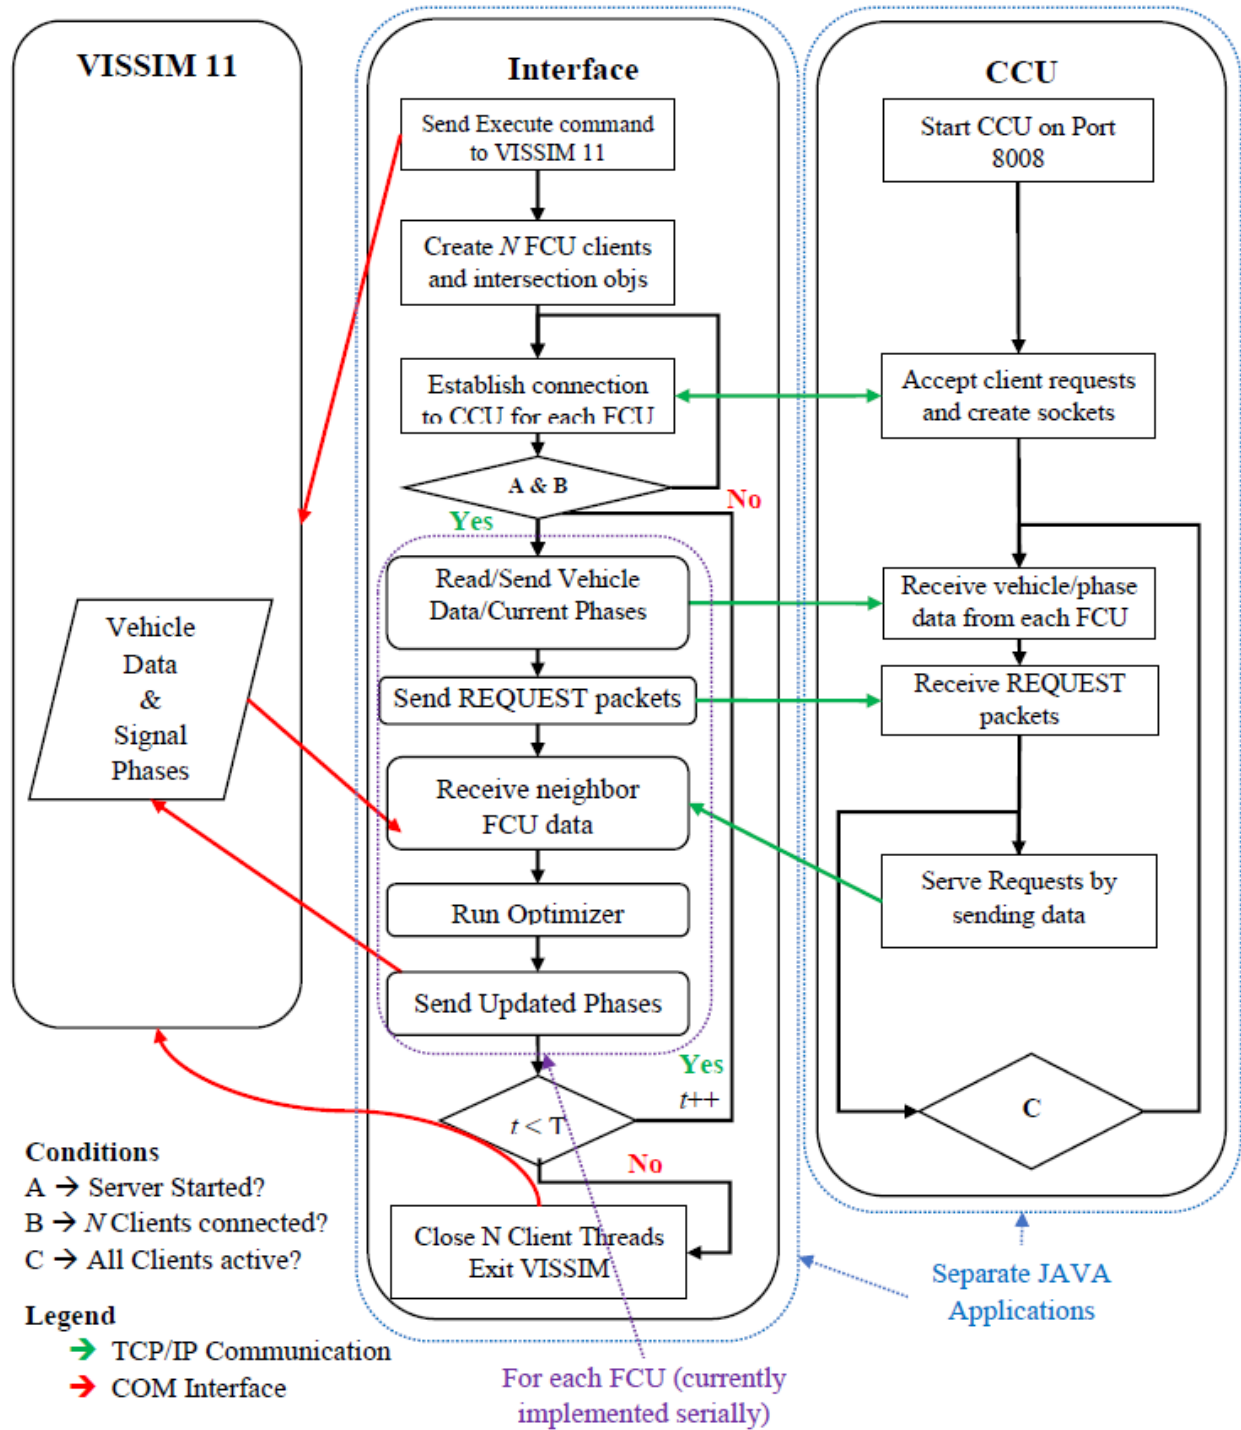 VISSIM 11
Vehicle
Data
&
Signal
Phases
Interface
Send Execute command
to VISSIM 11
Create N FCU clients
and intersection objs
Establish connection
to CCU for each FCU
A & B
No
Yes
Read/Send Vehicle
Data/Current Phases
Send REQUEST packets
Receive neighbor
FCU data
Run Optimizer
Send Updated Phases
Yes
t++
t < T
No
Close N Client Threads
Exit VISSIM
CCU
Start CCU on Port
8008
Accept client requests
and create sockets
Receive vehicle/phase
data from each FCU
Receive REQUEST
packets
Serve Requests by
sending data
C
Conditions
A → Server Started?
B → N Clients connected?
C → All Clients active?
Legend
➔ TCP/IP Communication
➔ COM Interface
For each FCU (currently
implemented serially)
Separate JAVA
Applications